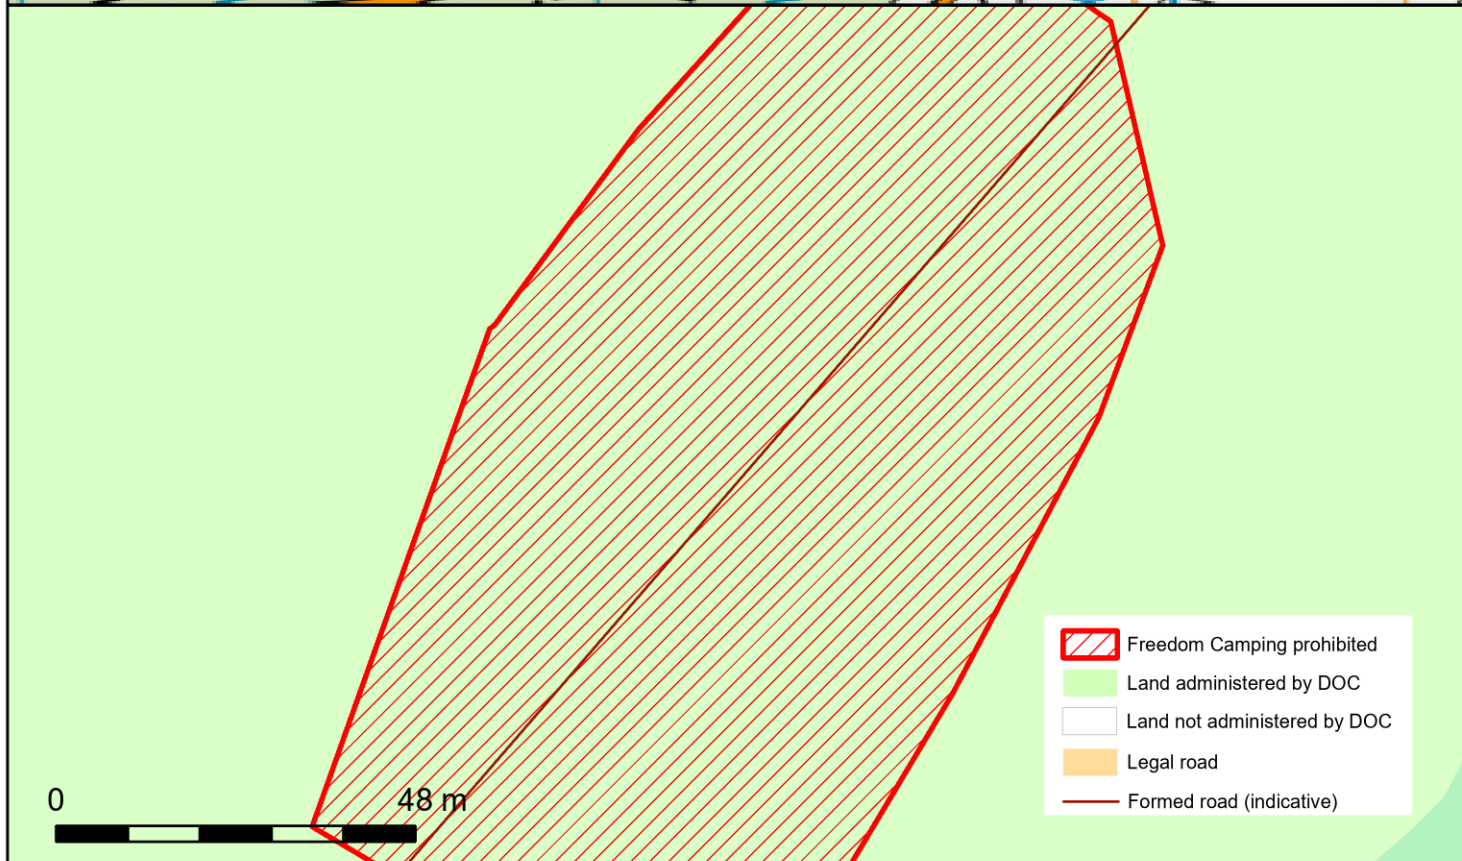 Freedom Camping prohibited
Land administered by DOC
Land not administered by DOC
Legal road
Formed road (indicative)
0 48 m